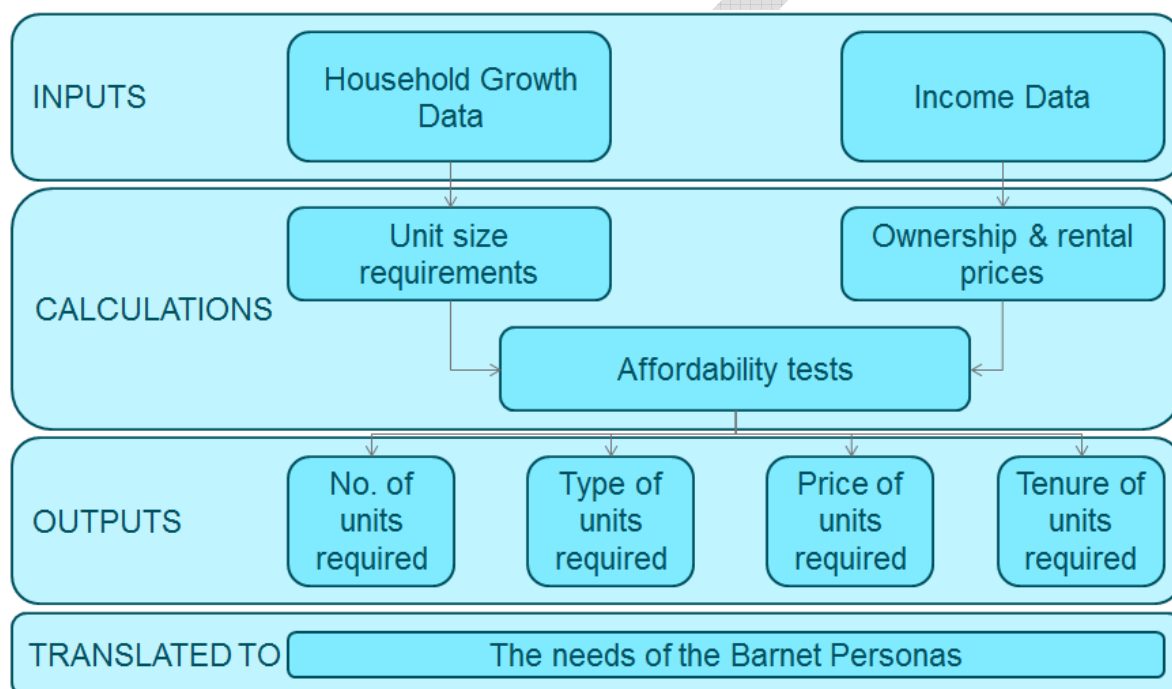 INPUTS
Household Growth
Data
Income Data
CALCULATIONS
Unit size
requirements
Ownership & rental
prices
Affordability tests
OUTPUTS
No. of
units
required
Type of
units
required
Price of
units
required
Tenure of
units
required
TRANSLATED TO
The needs of the Barnet Personas